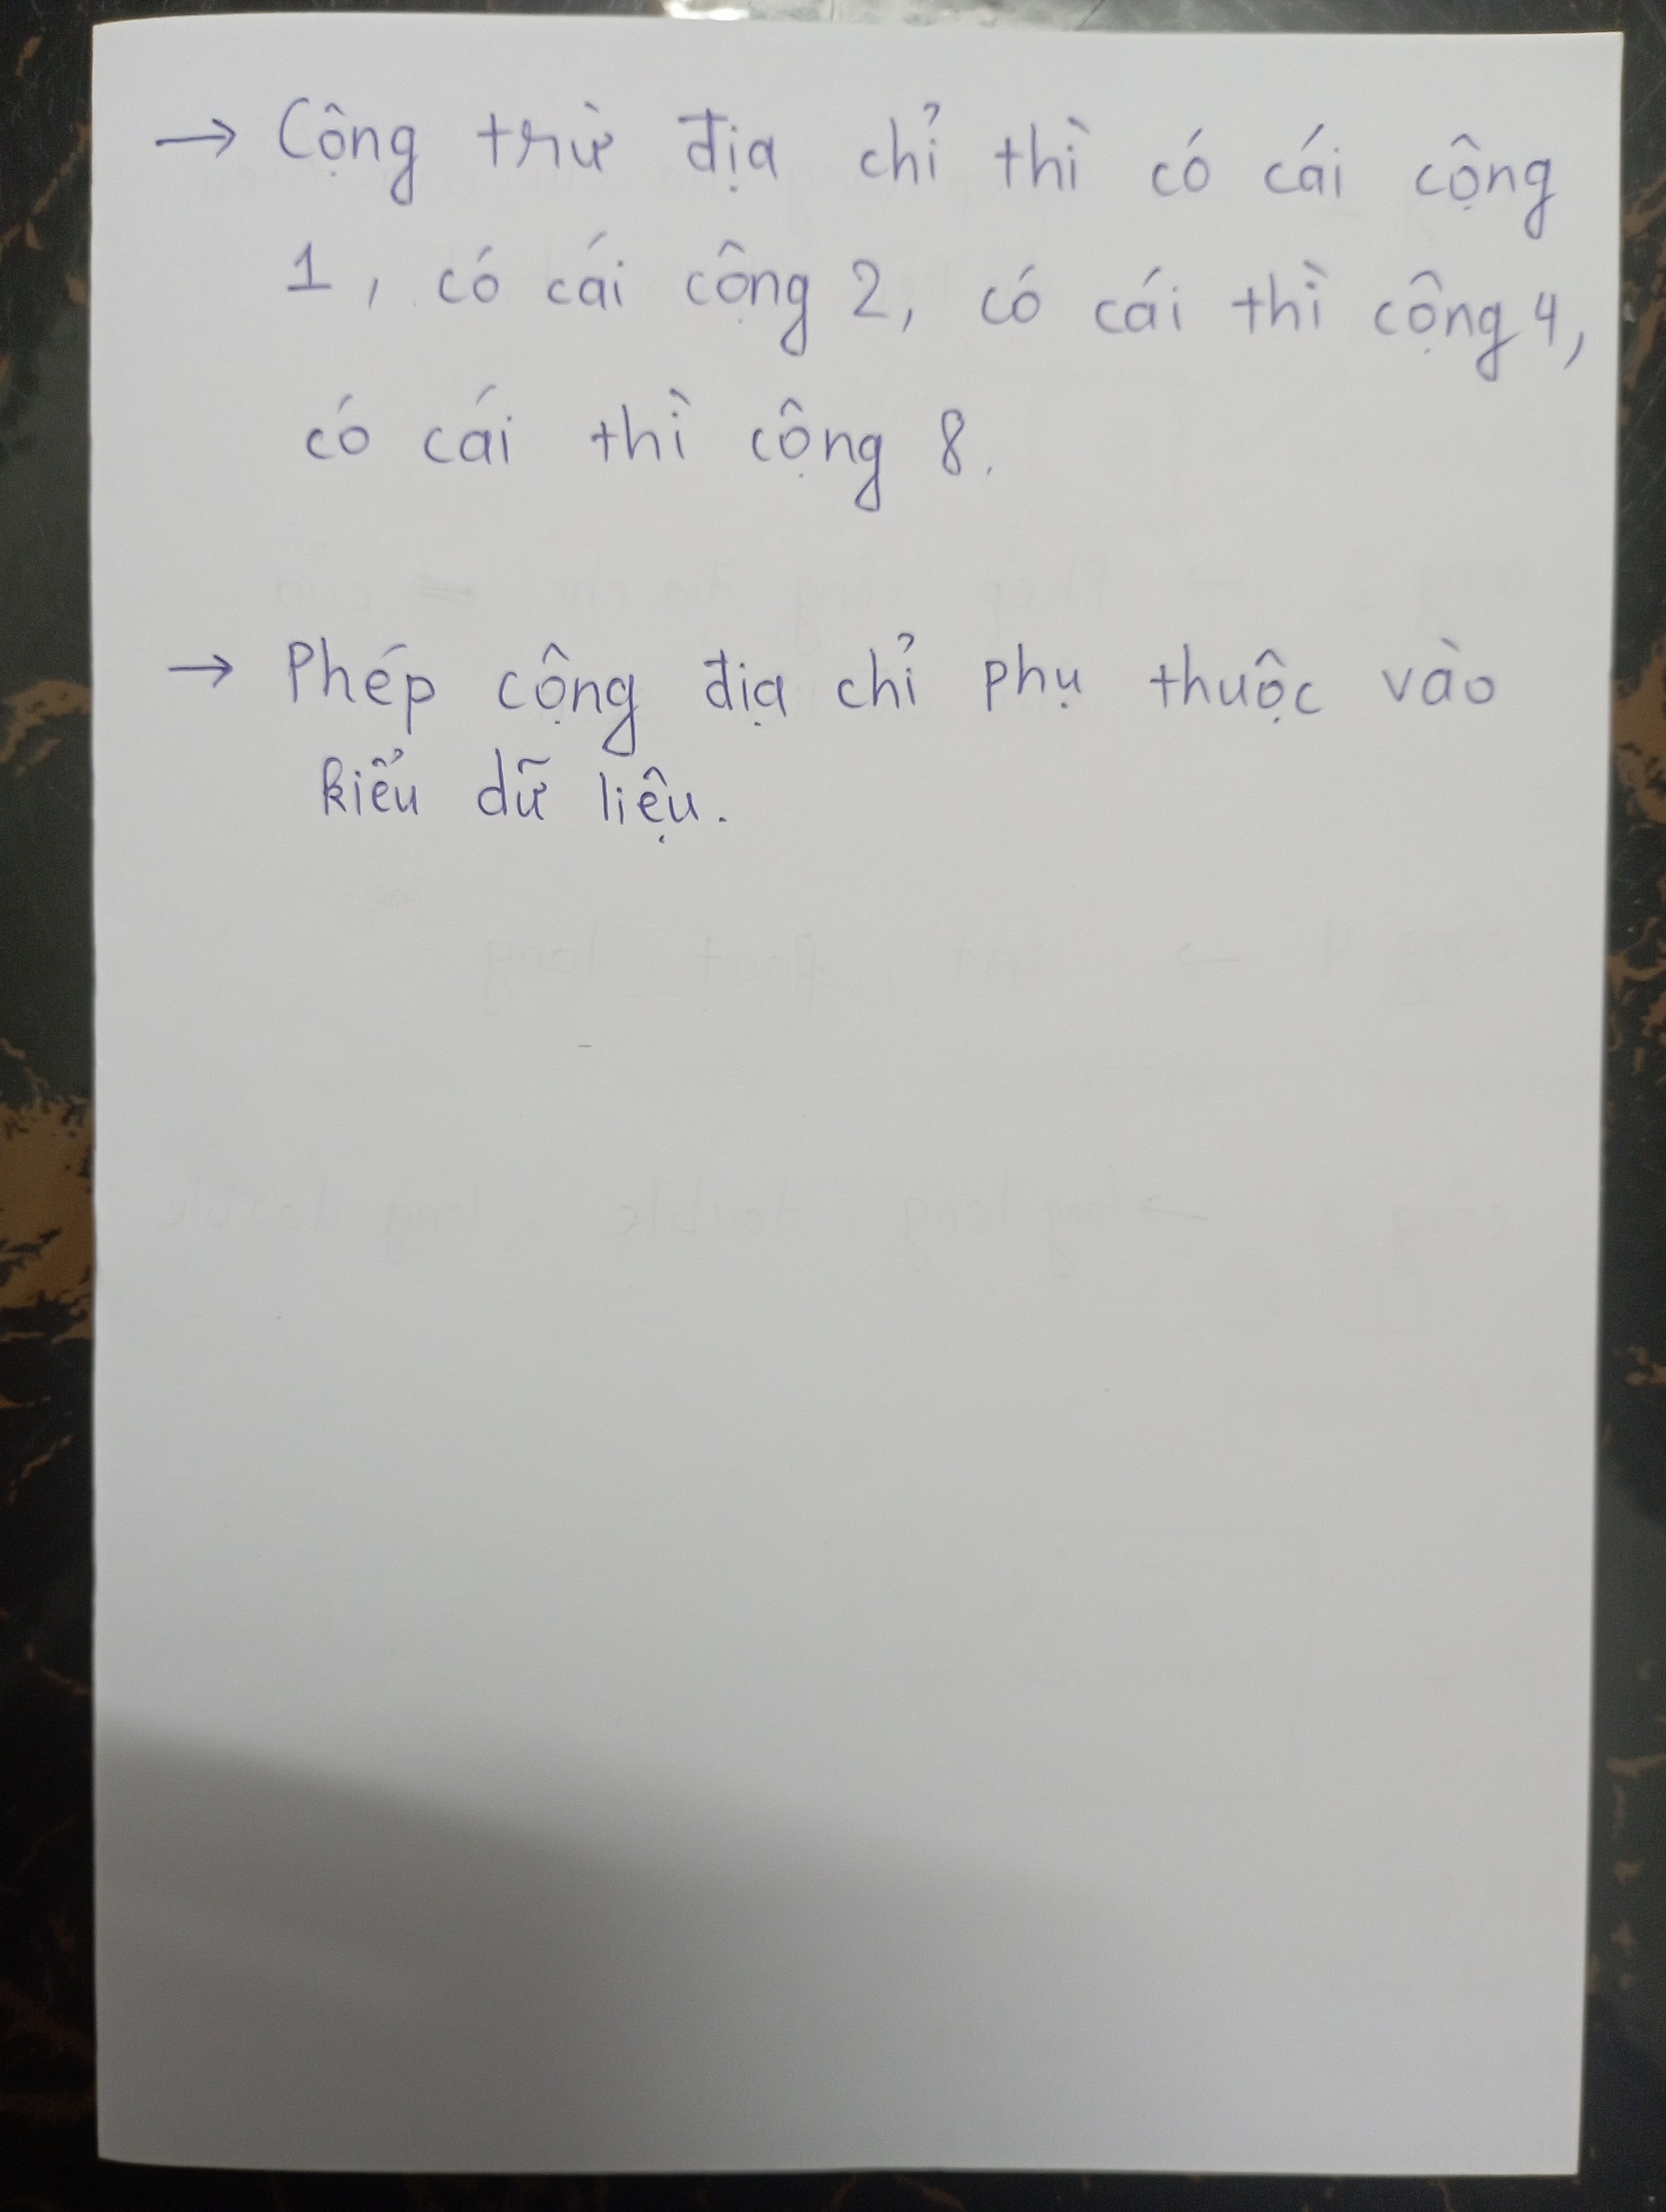 → Cộng trừ địa chỉ thì có cái cộng
1, có cái cộng 2, có cái thì cộng 4,
có cái thì cộng 8.
→ Phép cộng địa chỉ phụ thuộc vào
kiểu dữ liệu.